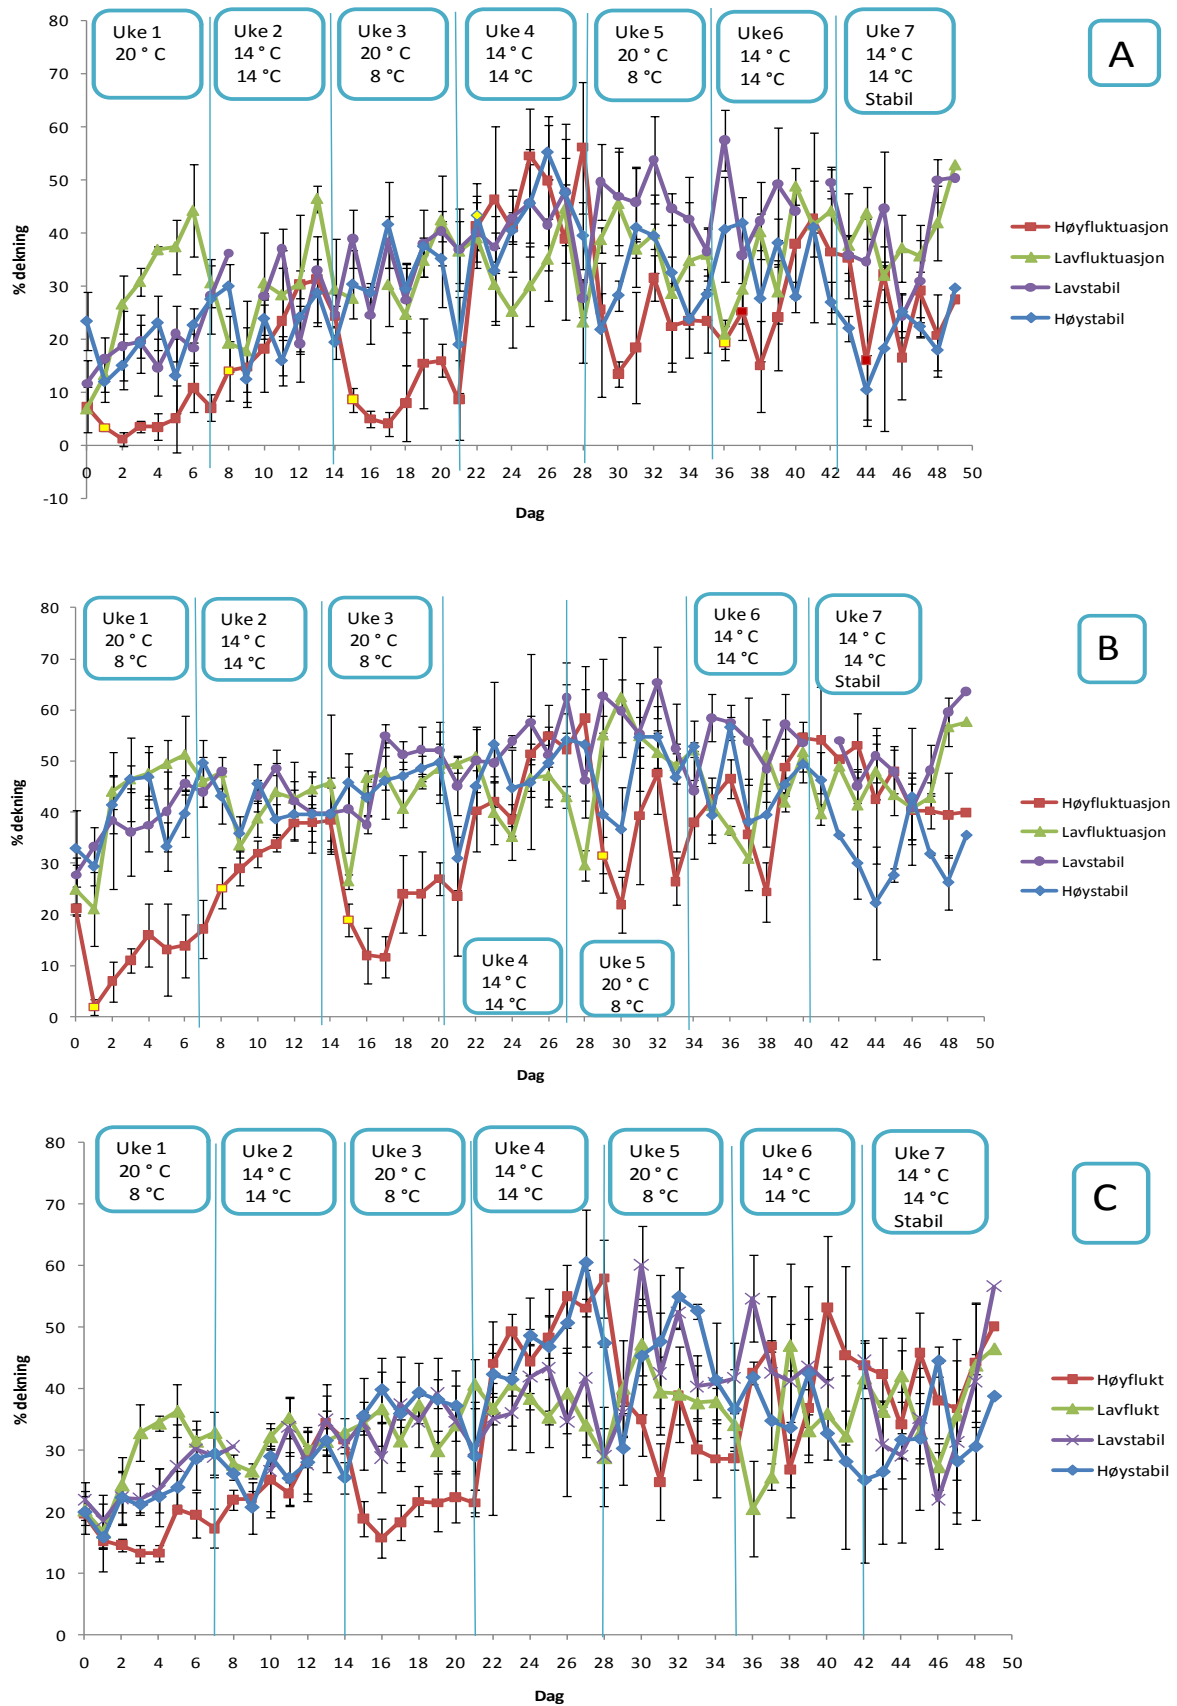 A
Uke 1
20 ° C
Uke 2
14 ° C
14 °C
Uke 3
20 ° C
8 °C
Uke 4
14 ° C
14 °C
Uke 5
20 ° C
8 °C
Uke6
14 ° C
14 °C
Uke 7
14 ° C
14 °C
Stabil
% dekning
80
70
60
50
40
30
20
10
0
-10
0 2 4 6 8 10 12 14 16 18 20 22 24 26 28 30 32 34 36 38 40 42 44 46 48 50
Dag
Høyfluktuasjon
Lavfluktuasjon
Lavstabil
Høystabil
B
Uke 1
20 ° C
8 °C
Uke 2
14 ° C
14 °C
Uke 3
20 ° C
8 °C
Uke 4
14 ° C
14 °C
Uke 5
20 ° C
8 °C
Uke 6
14 ° C
14 °C
Uke 7
14 ° C
14 °C
Stabil
% dekning
80
70
60
50
40
30
20
10
0
0 2 4 6 8 10 12 14 16 18 20 22 24 26 28 30 32 34 36 38 40 42 44 46 48 50
Dag
Høyfluktuasjon
Lavfluktuasjon
Lavstabil
Høystabil
C
Uke 1
20 ° C
8 °C
Uke 2
14 ° C
14 °C
Uke 3
20 ° C
8 °C
Uke 4
14 ° C
14 °C
Uke 5
20 ° C
8 °C
Uke 6
14 ° C
14 °C
Uke 7
14 ° C
14 °C
Stabil
% dekning
80
70
60
50
40
30
20
10
0
0 2 4 6 8 10 12 14 16 18 20 22 24 26 28 30 32 34 36 38 40 42 44 46 48 50
Dag
Høyflukt
Lavflukt
Lavstabil
Høystabil